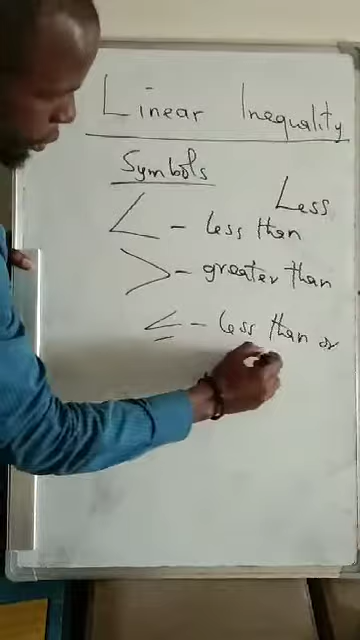 Linear Inequality
Symbols
Less
< - less than
> - greater than
≤ - less than or